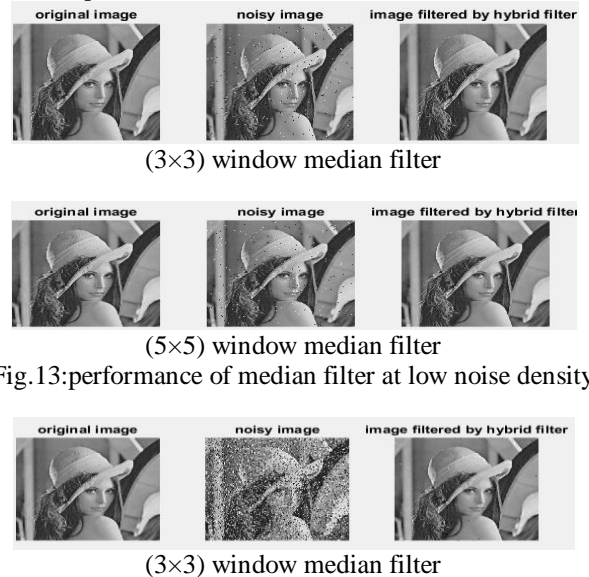 original image noisy image image filtered by hybrid filter
(3×3) window median filter
original image noisy image image filtered by hybrid filter
(5×5) window median filter
Fig.13:performance of median filter at low noise density
original image noisy image image filtered by hybrid filter
(3×3) window median filter